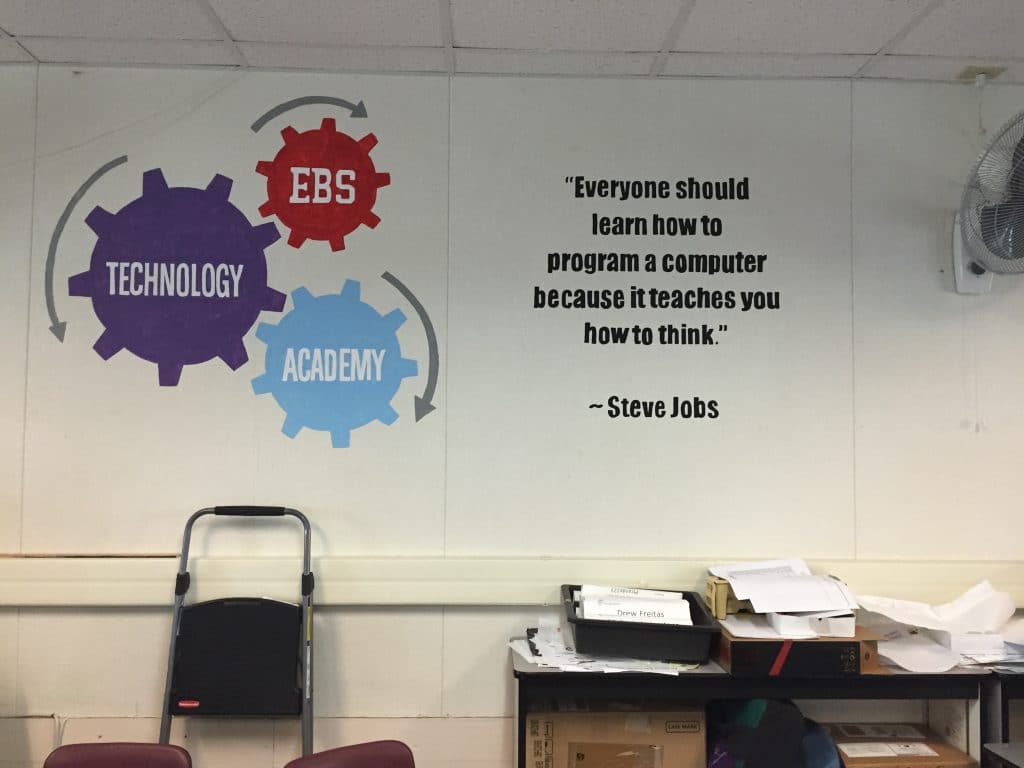 EBS
TECHNOLOGY
ACADEMY
"Everyone should
learn how to
program a computer
because it teaches you
how to think."
~ Steve Jobs
Drew Freitas